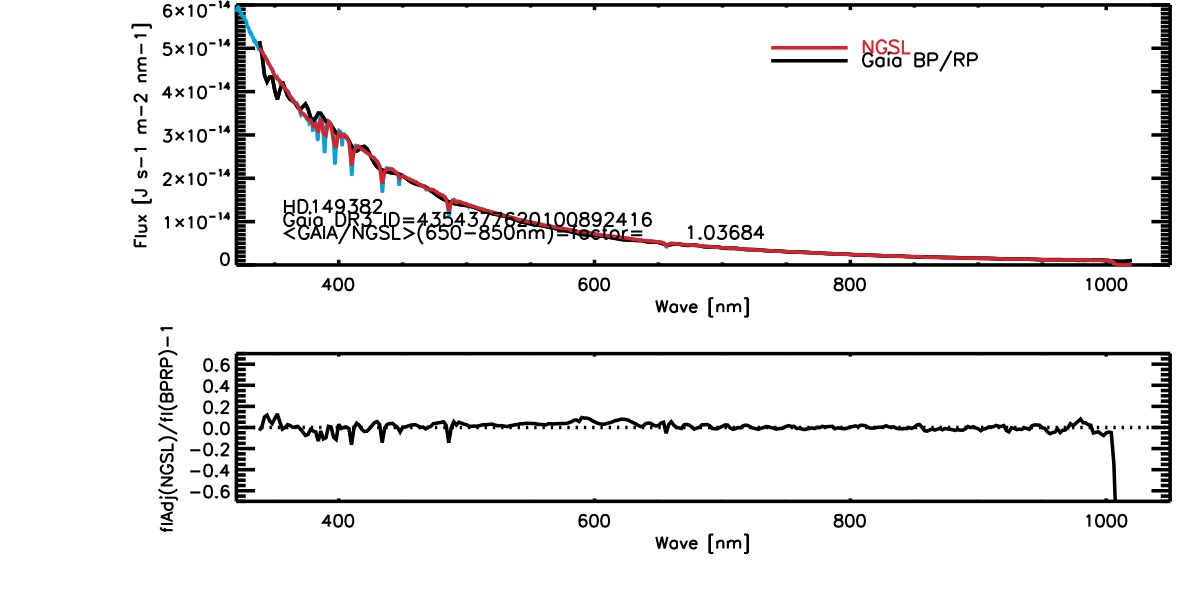 6×10⁻¹⁴
5×10⁻¹⁴
4×10⁻¹⁴
3×10⁻¹⁴
2×10⁻¹⁴
1×10⁻¹⁴
0
Flux [J s−1 m−2 nm−1]
NGSL
Gaia BP/RP
HD149382
Gaia DR3 ID=4354377620100892416
<GAIA/NGSL>(650−850nm)=factor= 1.03684
400 600 800 1000
Wave [nm]
flAdj(NGSL)/fl(BPRP)−1
0.6
0.4
0.2
0.0
−0.2
−0.4
−0.6
400 600 800 1000
Wave [nm]